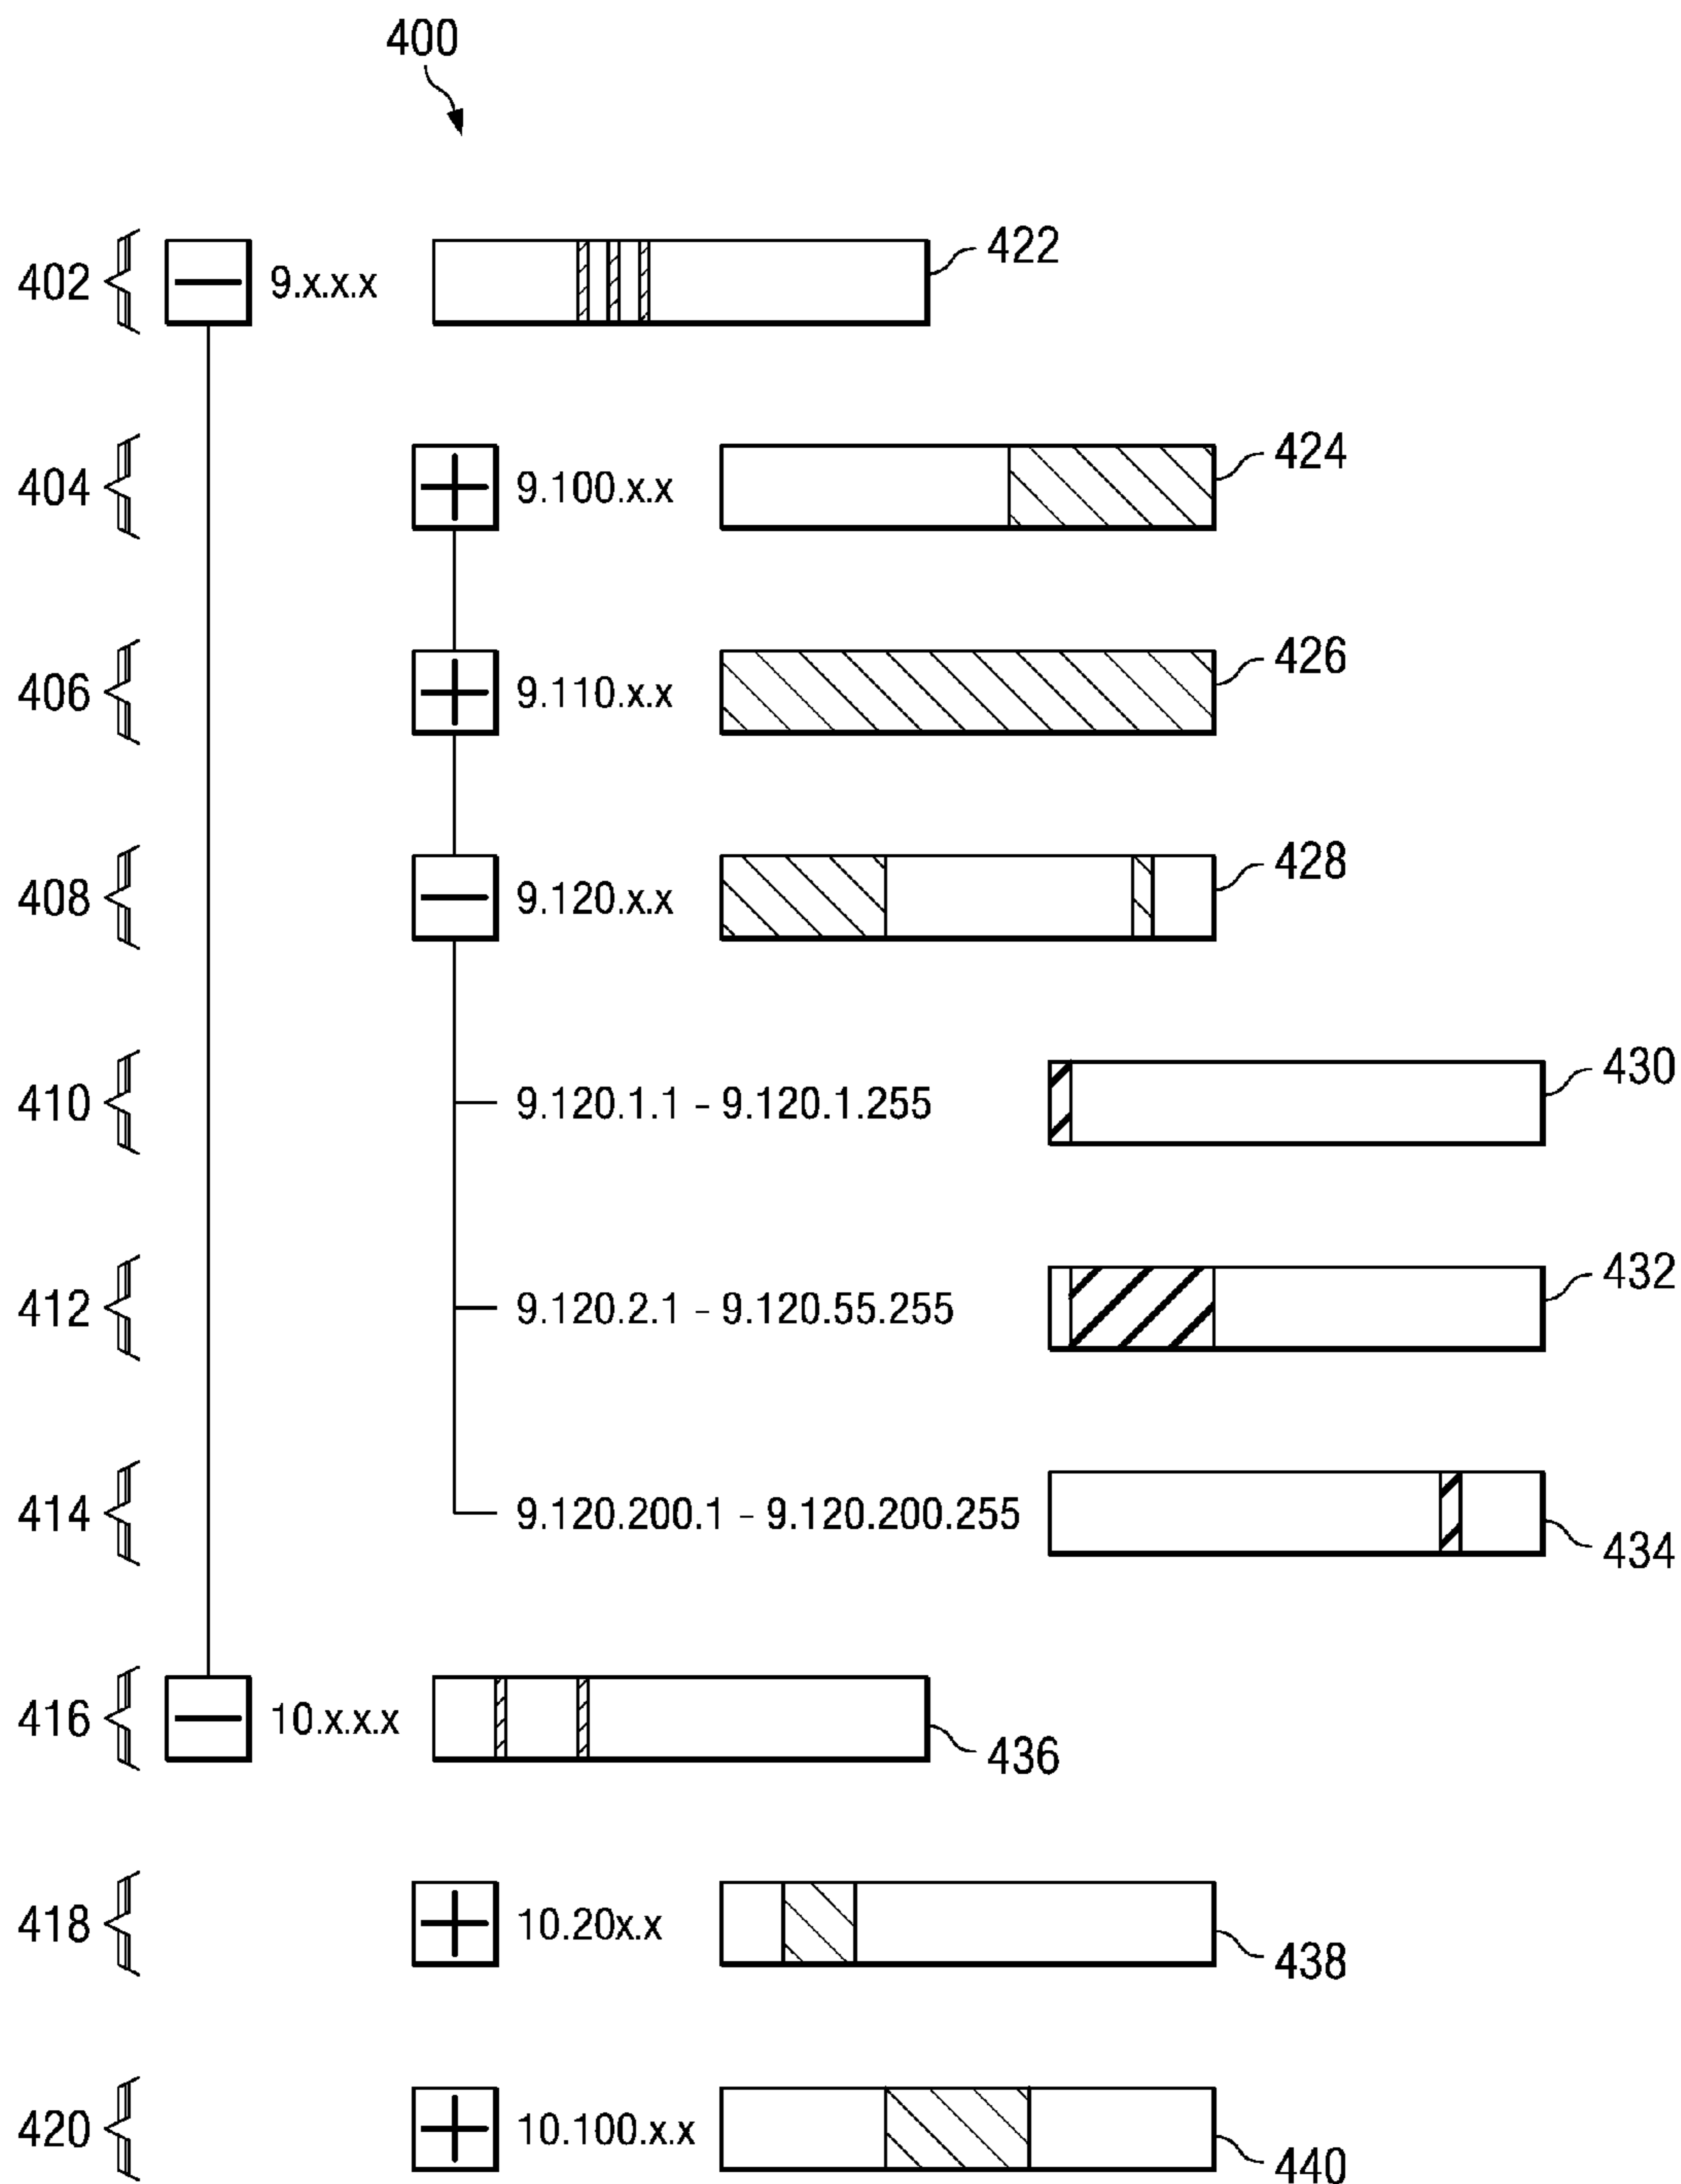 400
402 9.x.x.x 422
404 9.100.x.x 424
406 9.110.x.x 426
408 9.120.x.x 428
410 9.120.1.1 - 9.120.1.255 430
412 9.120.2.1 - 9.120.55.255 432
414 9.120.200.1 - 9.120.200.255 434
416 10.x.x.x 436
418 10.20x.x 438
420 10.100.x.x 440